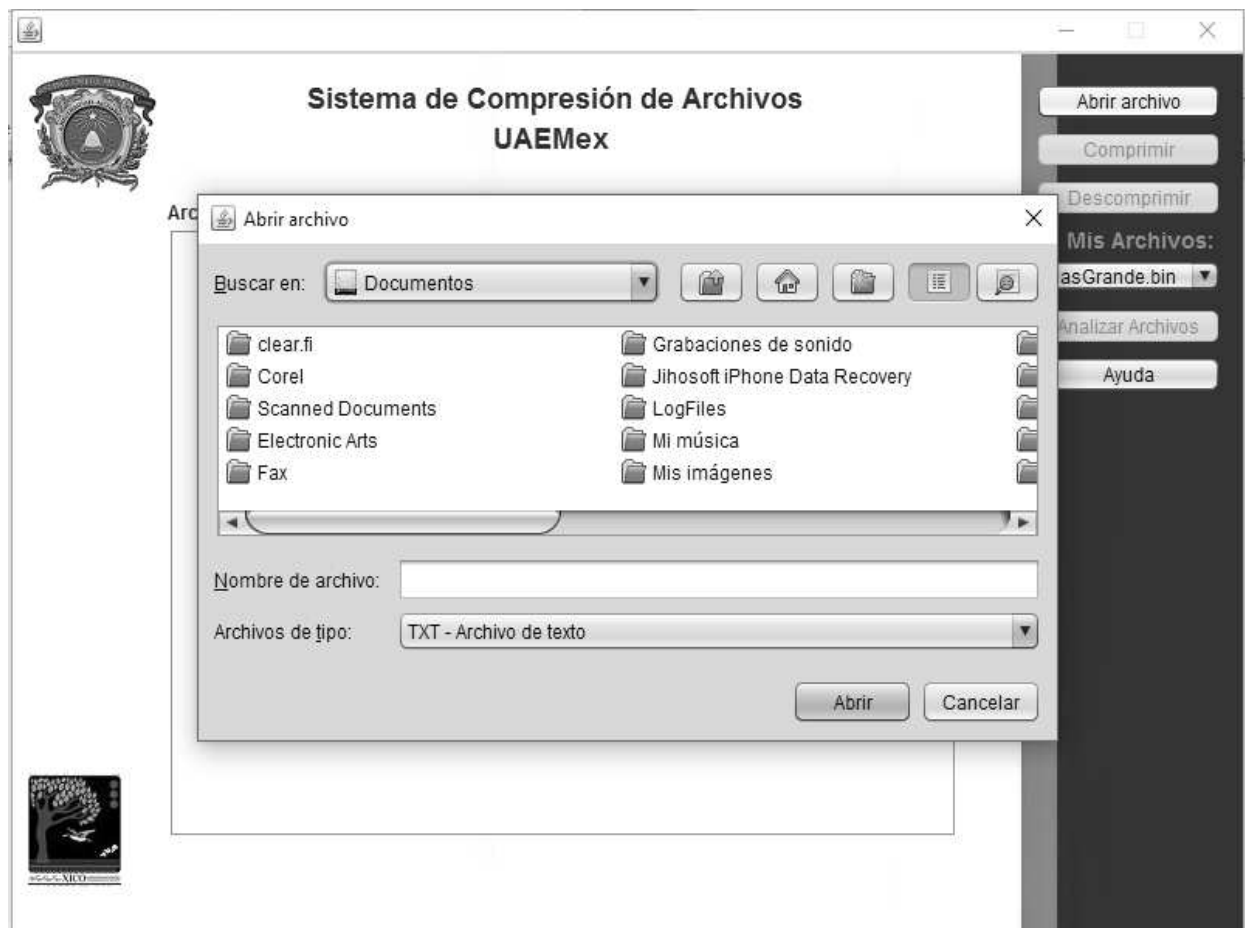 Sistema de Compresión de Archivos
UAEMex
Abrir archivo
Comprimir
Descomprimir
Mis Archivos:
asGrande.bin
Analizar Archivos
Ayuda
Arc
Abrir archivo
Buscar en:
Documentos
clear.fi
Corel
Scanned Documents
Electronic Arts
Fax
Grabaciones de sonido
Jihosoft iPhone Data Recovery
LogFiles
Mi música
Mis imágenes
Nombre de archivo:
Archivos de tipo:
TXT - Archivo de texto
Abrir
Cancelar
XICO